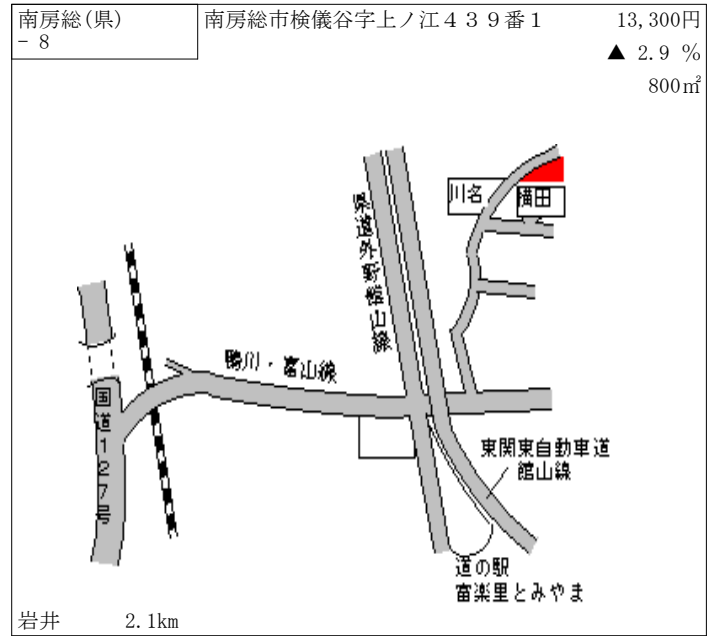 南房総(県)
- 8
南房総市検儀谷字上ノ江439番1
13,300円
▲ 2.9 %
800㎡
川名
横田
県道外野勝山線
鴨川・富山線
国道127号
東関東自動車道
館山線
道の駅
富楽里とみやま
岩井 2.1km